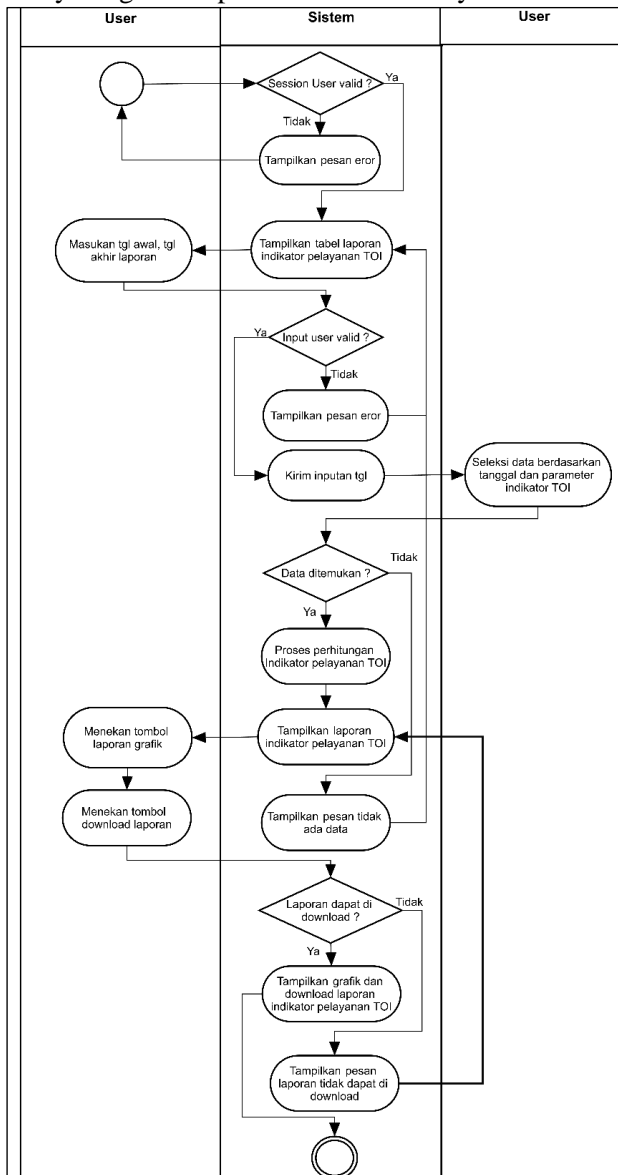 User
Sistem
User
Session User valid ?
Ya
Tidak
Tampilkan pesan eror
Masukan tgl awal, tgl
akhir laporan
Tampilkan tabel laporan
indikator pelayanan TOI
Ya
Input user valid ?
Tidak
Tampilkan pesan eror
Kirim inputan tgl
Seleksi data berdasarkan
tanggal dan parameter
indikator TOI
Data ditemukan ?
Tidak
Ya
Proses perhitungan
Indikator pelayanan TOI
Menekan tombol
laporan grafik
Tampilkan laporan
indikator pelayanan TOI
Menekan tombol
download laporan
Tampilkan pesan tidak
ada data
Laporan dapat di
download ?
Tidak
Ya
Tampilkan grafik dan
download laporan
indikator pelayanan TOI
Tampilkan pesan
laporan tidak dapat di
download